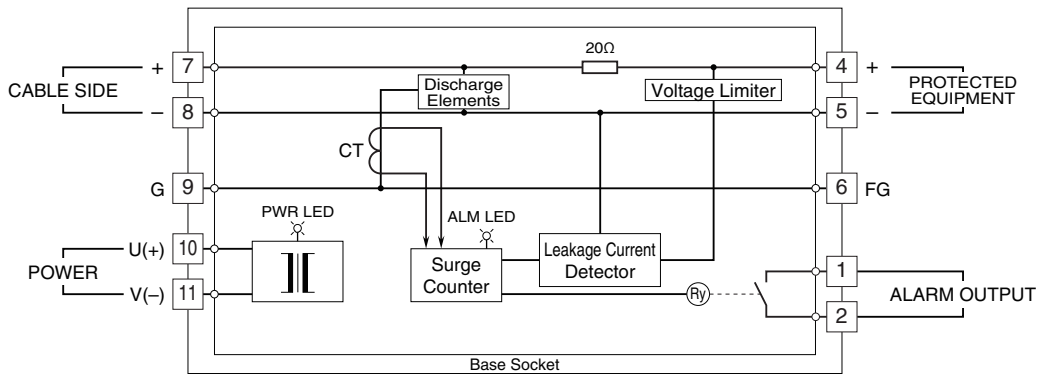 20Ω
+ 7
4 +
CABLE SIDE
Discharge
Elements
Voltage Limiter
PROTECTED
EQUIPMENT
– 8
5 –
CT
G 9
6 FG
PWR LED
ALM LED
U(+) 10
POWER
V(–) 11
Surge
Counter
Leakage Current
Detector
Ry
1
ALARM OUTPUT
2
Base Socket